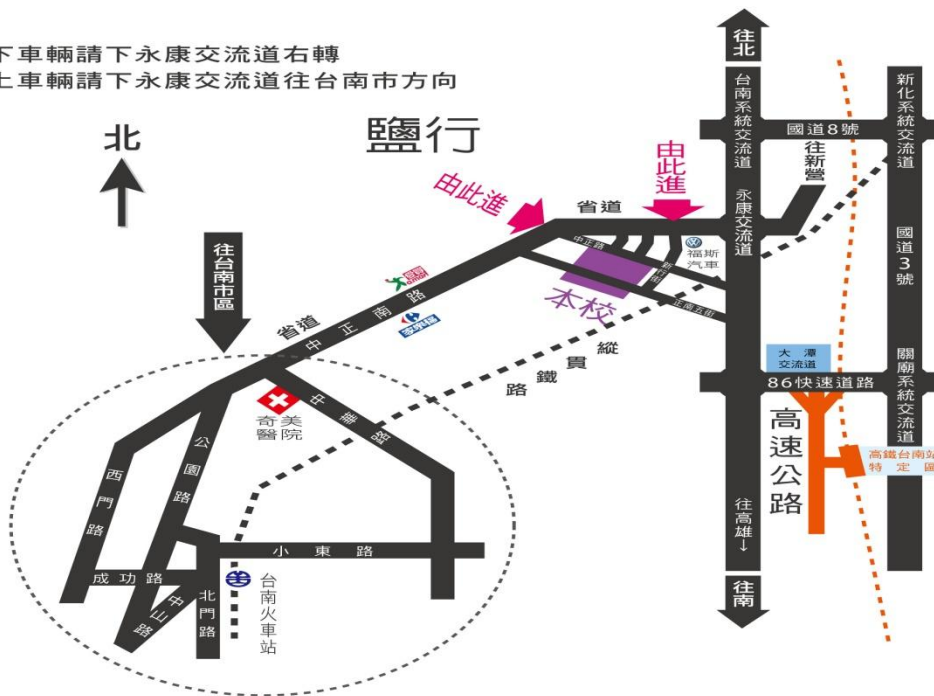 下車輛請下永康交流道右轉
上車輛請下永康交流道往台南市方向
北
鹽行
往北
台南系統交流道
新化系統交流道
國道8號
往新營
由此進
由此進
省道
永康交流道
國道3號
往台南市區
中正路
新行街
福斯
汽車
本校
正南五街
省道
中正南路
家樂福
縱貫鐵路
大潭
交流道
86快速道路
關廟系統交流道
高速公路
高鐵台南站
特定區
奇美
醫院
中華路
公園路
西門路
小東路
成功路
中山路
北門路
台南火車站
往高雄↓
往南